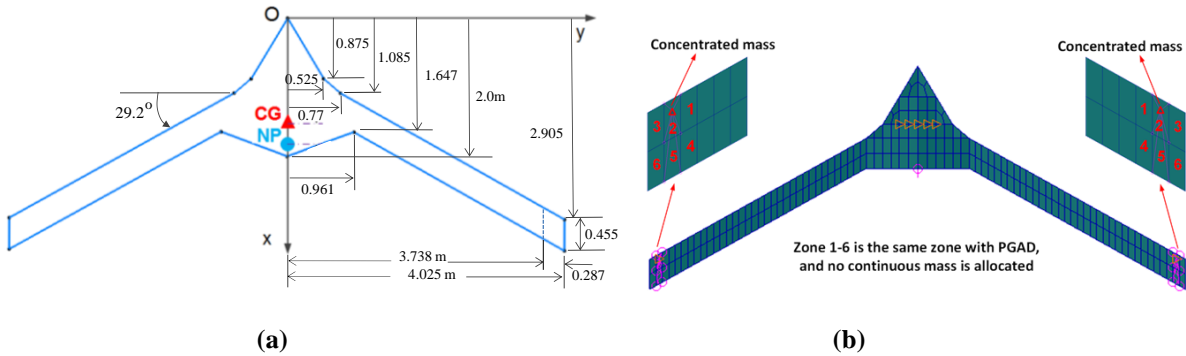 O
y
0.875
1.085
1.647
0.525
2.0m
0.77
29.2°
CG
NP
2.905
0.961
x
0.455
3.738 m
4.025 m
0.287
(a)
Concentrated mass
Concentrated mass
1
3 2
6 5 4
1
2 3
4 5 6
Zone 1-6 is the same zone with PGAD,
and no continuous mass is allocated
(b)